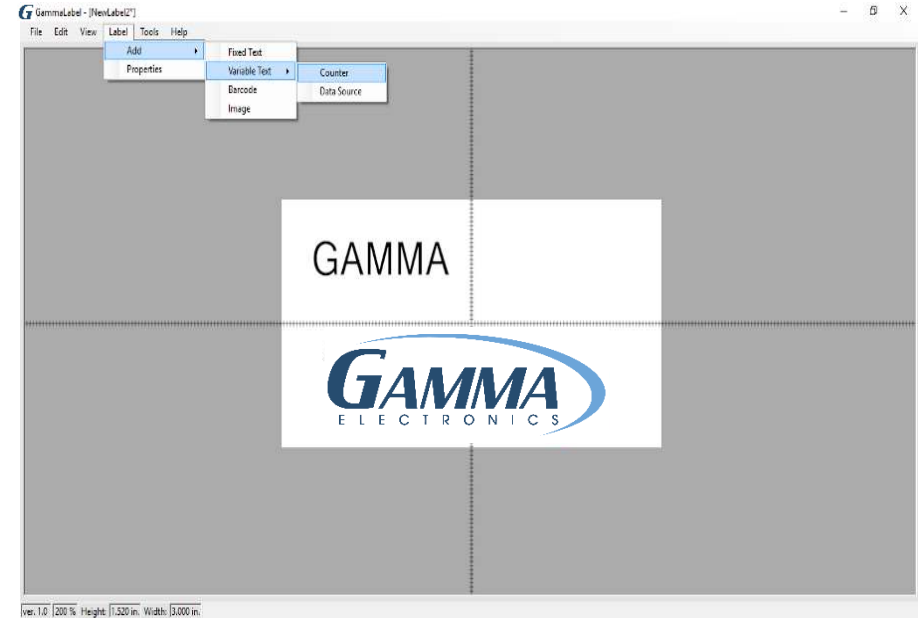 GammaLabel - [NewLabel2*]
File Edit View Label Tools Help
Add
Properties
Fixed Text
Variable Text
Barcode
Image
Counter
Data Source
GAMMA
GAMMA
ELECTRONICS
ver. 1.0 200 % Height: 1.520 in. Width: 3.000 in.